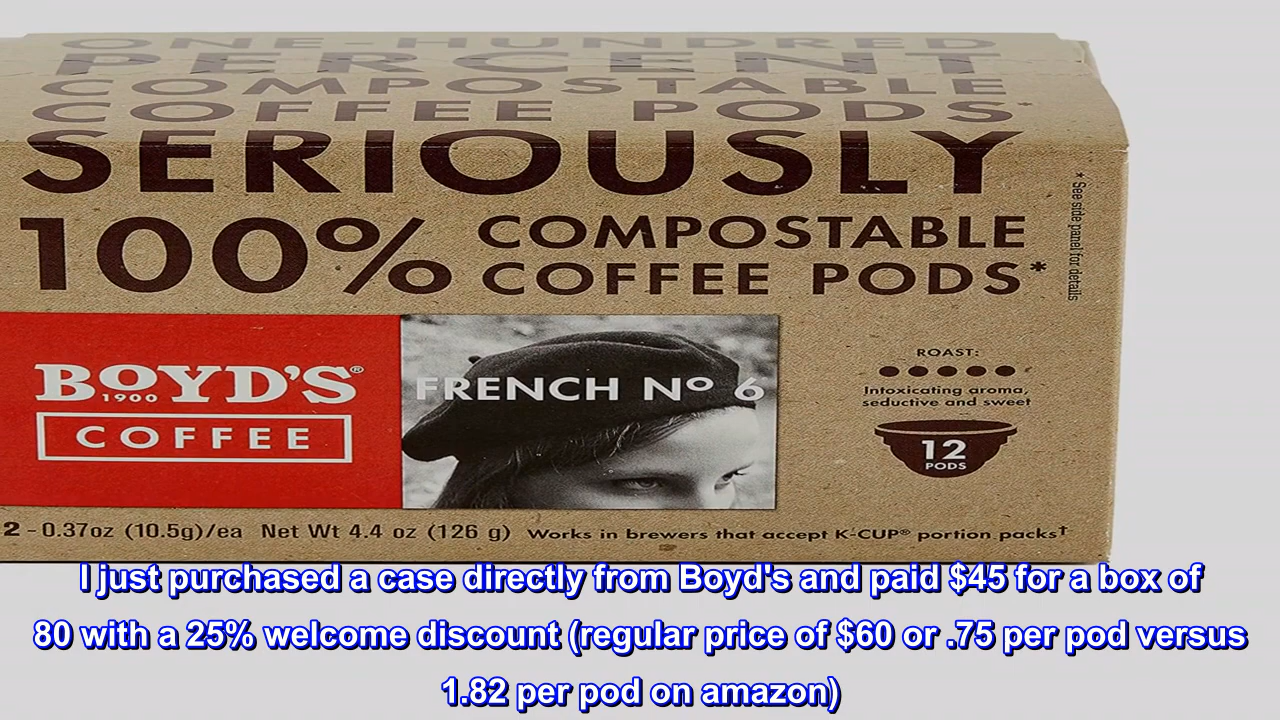 ONE-HUNDRED
PERCENT
COMPOSTABLE
COFFEE PODS*
SERIOUSLY
100% COMPOSTABLE
COFFEE PODS*
* See side panel for details
BOYD'S®
1900
COFFEE
FRENCH Nº 6
ROAST:
Intoxicating aroma,
seductive and sweet
12
PODS
2 - 0.37oz (10.5g)/ea Net Wt 4.4 oz (126 g) Works in brewers that accept K-CUP® portion packs†
I just purchased a case directly from Boyd's and paid $45 for a box of
80 with a 25% welcome discount (regular price of $60 or .75 per pod versus
1.82 per pod on amazon)